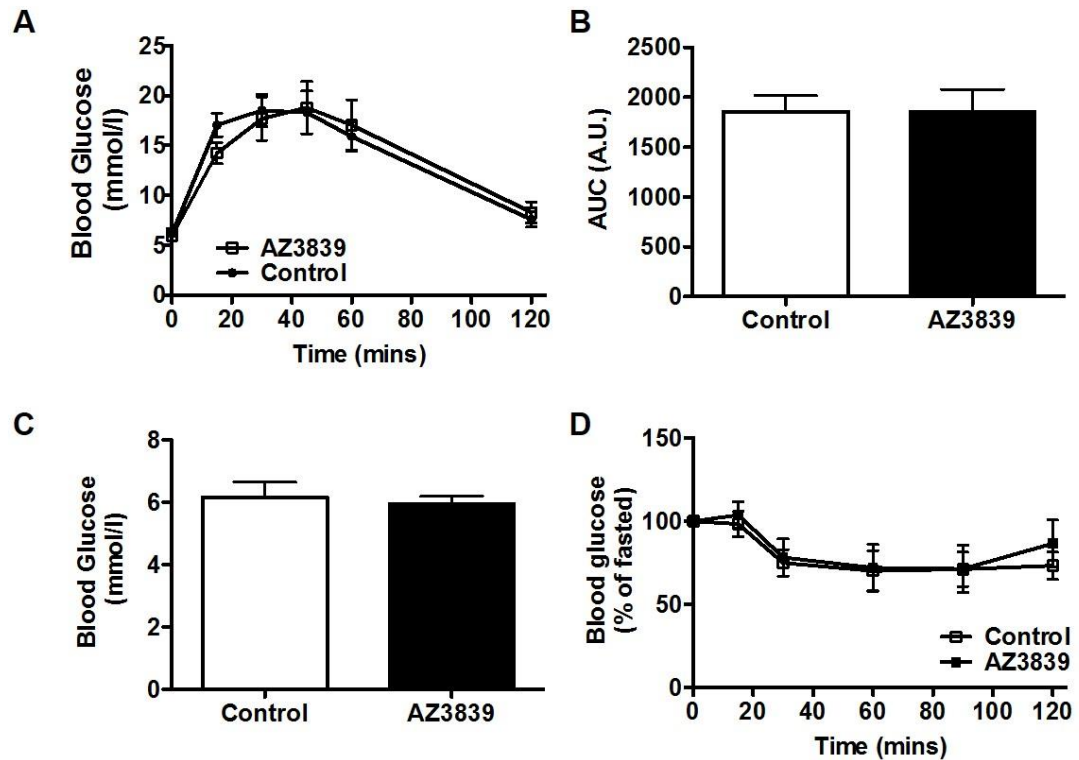 A
Blood Glucose
(mmol/l)
25
20
15
10
5
0
AZ3839
Control
0 20 40 60 80 100 120
Time (mins)
B
AUC (A.U.)
2500
2000
1500
1000
500
0
Control AZ3839
C
Blood Glucose
(mmol/l)
8
6
4
2
0
Control AZ3839
D
Blood glucose
(% of fasted)
150
100
50
0
Control
AZ3839
0 20 40 60 80 100 120
Time (mins)